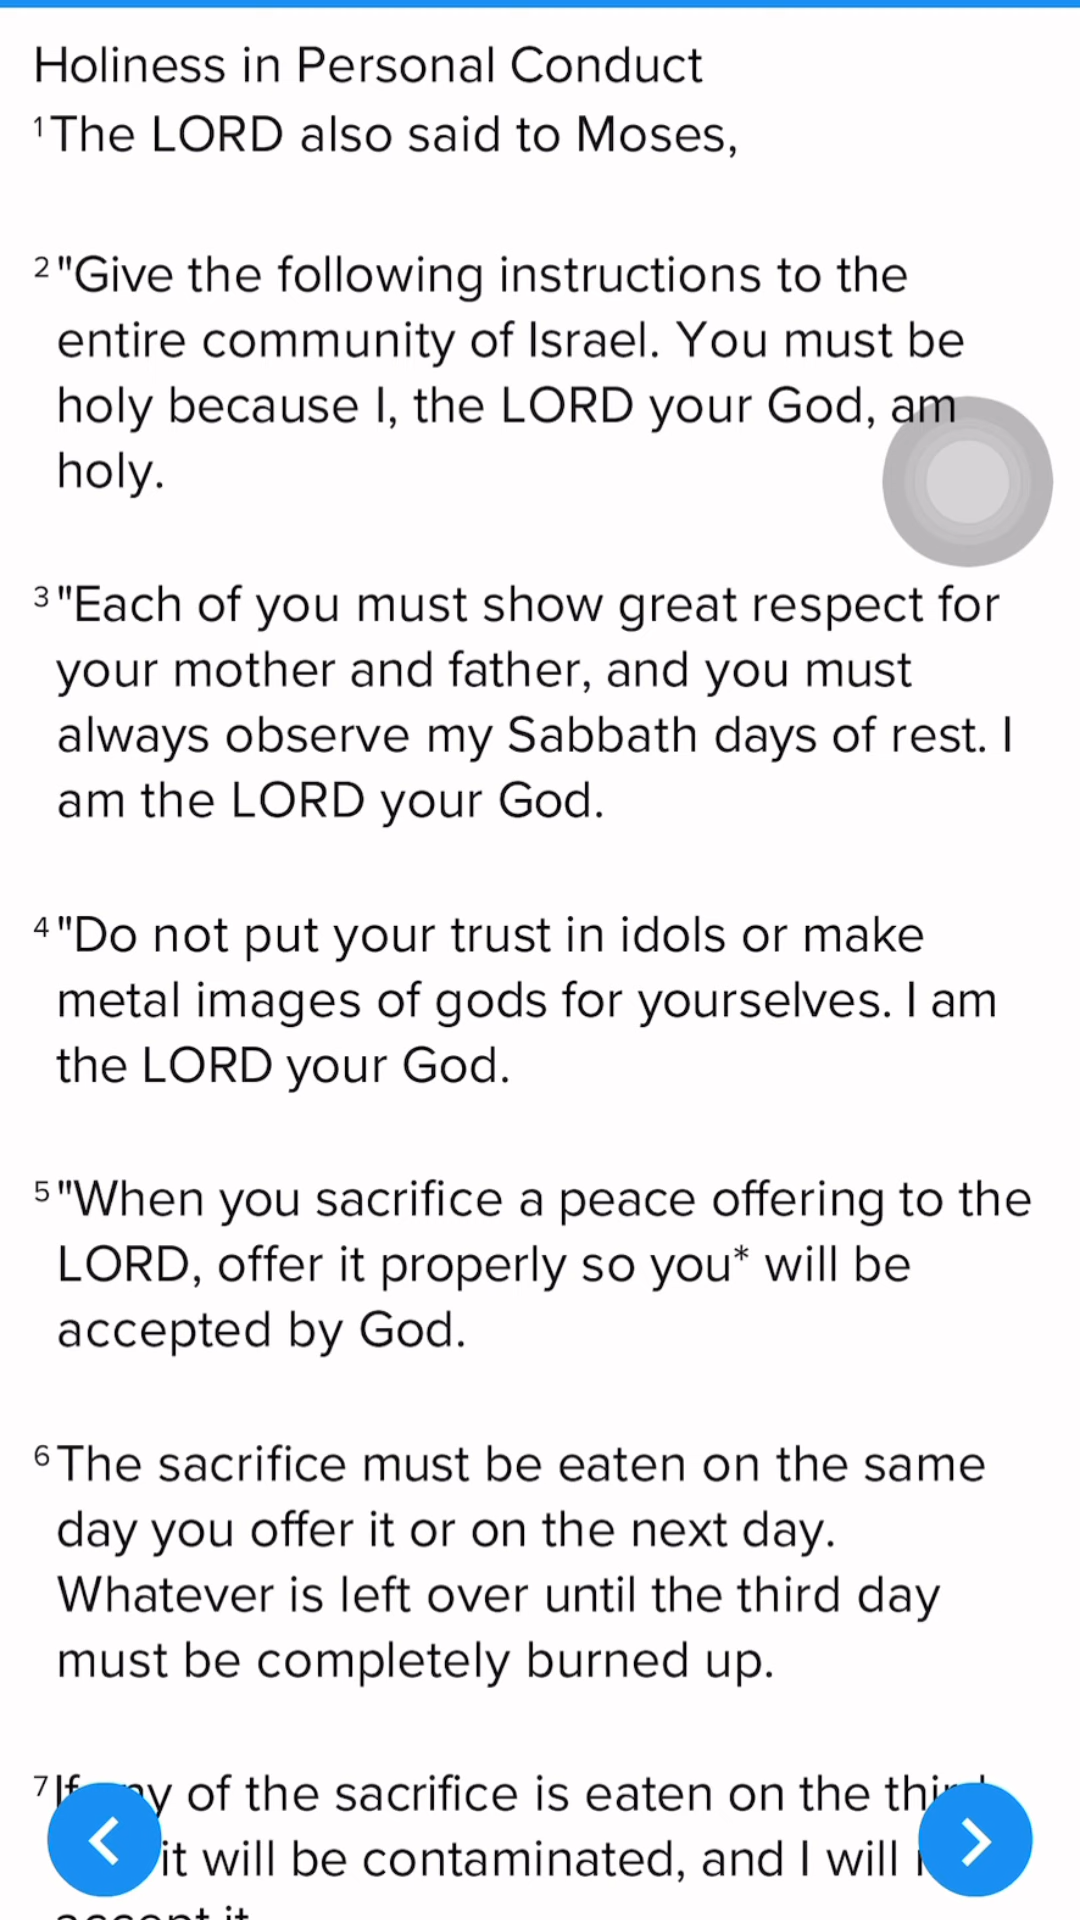 Holiness in Personal Conduct
1 The LORD also said to Moses,
2 "Give the following instructions to the
entire community of Israel. You must be
holy because I, the LORD your God, am
holy.
3 "Each of you must show great respect for
your mother and father, and you must
always observe my Sabbath days of rest. I
am the LORD your God.
4 "Do not put your trust in idols or make
metal images of gods for yourselves. I am
the LORD your God.
5 "When you sacrifice a peace offering to the
LORD, offer it properly so you* will be
accepted by God.
6 The sacrifice must be eaten on the same
day you offer it or on the next day.
Whatever is left over until the third day
must be completely burned up.
7 If of the sacrifice is eaten on the
it will be contaminated, and I will